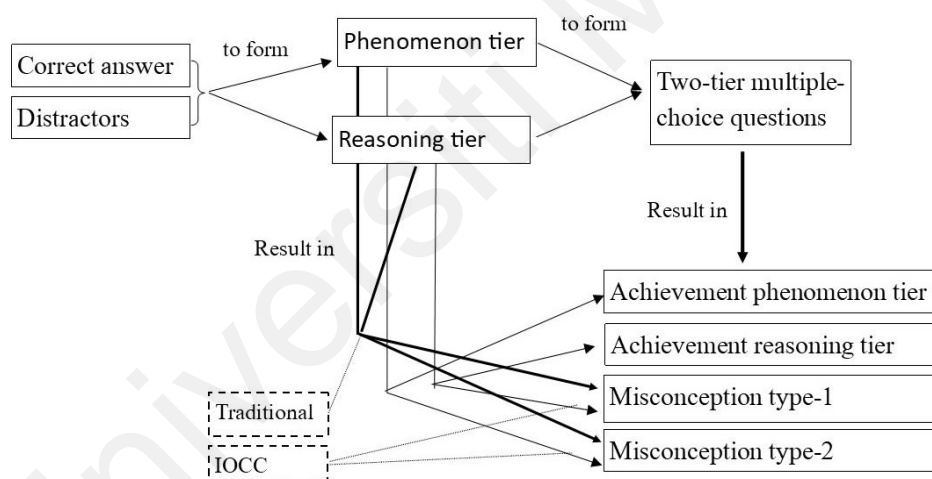 to form
Phenomenon tier
to form
Correct answer
Distractors
Two-tier multiple-
choice questions
Reasoning tier
Result in
Result in
Achievement phenomenon tier
Achievement reasoning tier
Misconception type-1
Misconception type-2
Traditional
IOCC